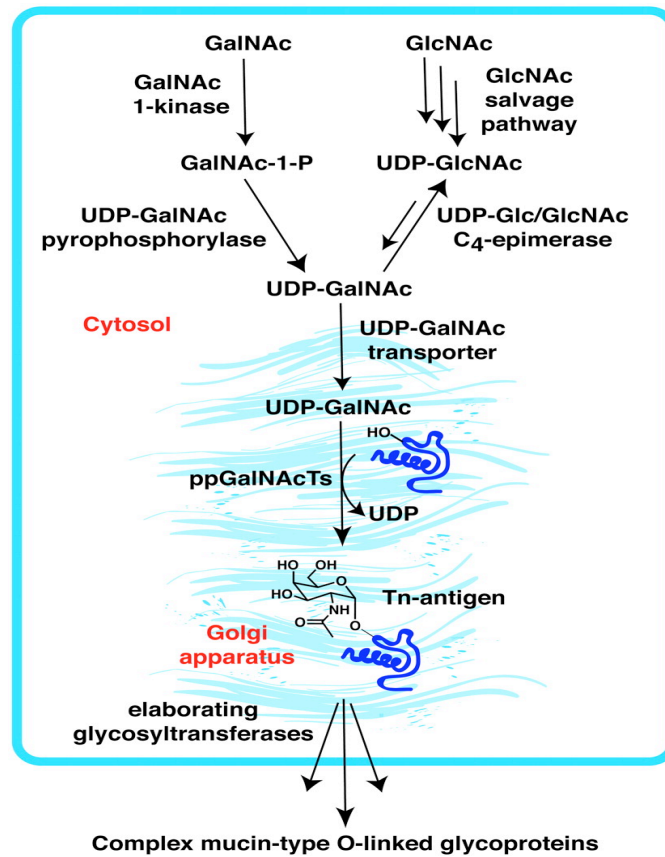 GalNAc
GlcNAc
GalNAc
1-kinase
GlcNAc
salvage
pathway
GalNAc-1-P
UDP-GlcNAc
UDP-GalNAc
pyrophosphorylase
UDP-Glc/GlcNAc
C4-epimerase
UDP-GalNAc
Cytosol
UDP-GalNAc
transporter
UDP-GalNAc
HO
ppGalNAcTs
UDP
HO
OH
O
HO
NH
O
O
Tn-antigen
Golgi
apparatus
elaborating
glycosyltransferases
Complex mucin-type O-linked glycoproteins